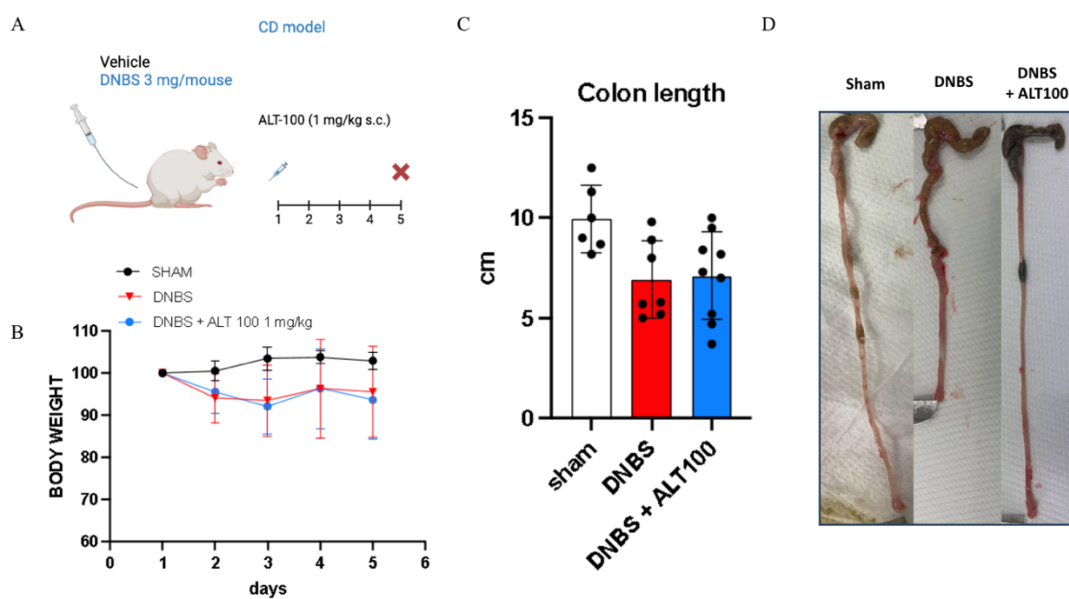 A
CD model
Vehicle
DNBS 3 mg/mouse
ALT-100 (1 mg/kg s.c.)
1 2 3 4 5
SHAM
DNBS
DNBS + ALT 100 1 mg/kg
B
BODY WEIGHT
110
100
90
80
70
60
0 1 2 3 4 5 6
days
C
Colon length
cm
15
10
5
0
sham
DNBS
DNBS + ALT100
D
Sham
DNBS
DNBS
+ ALT100